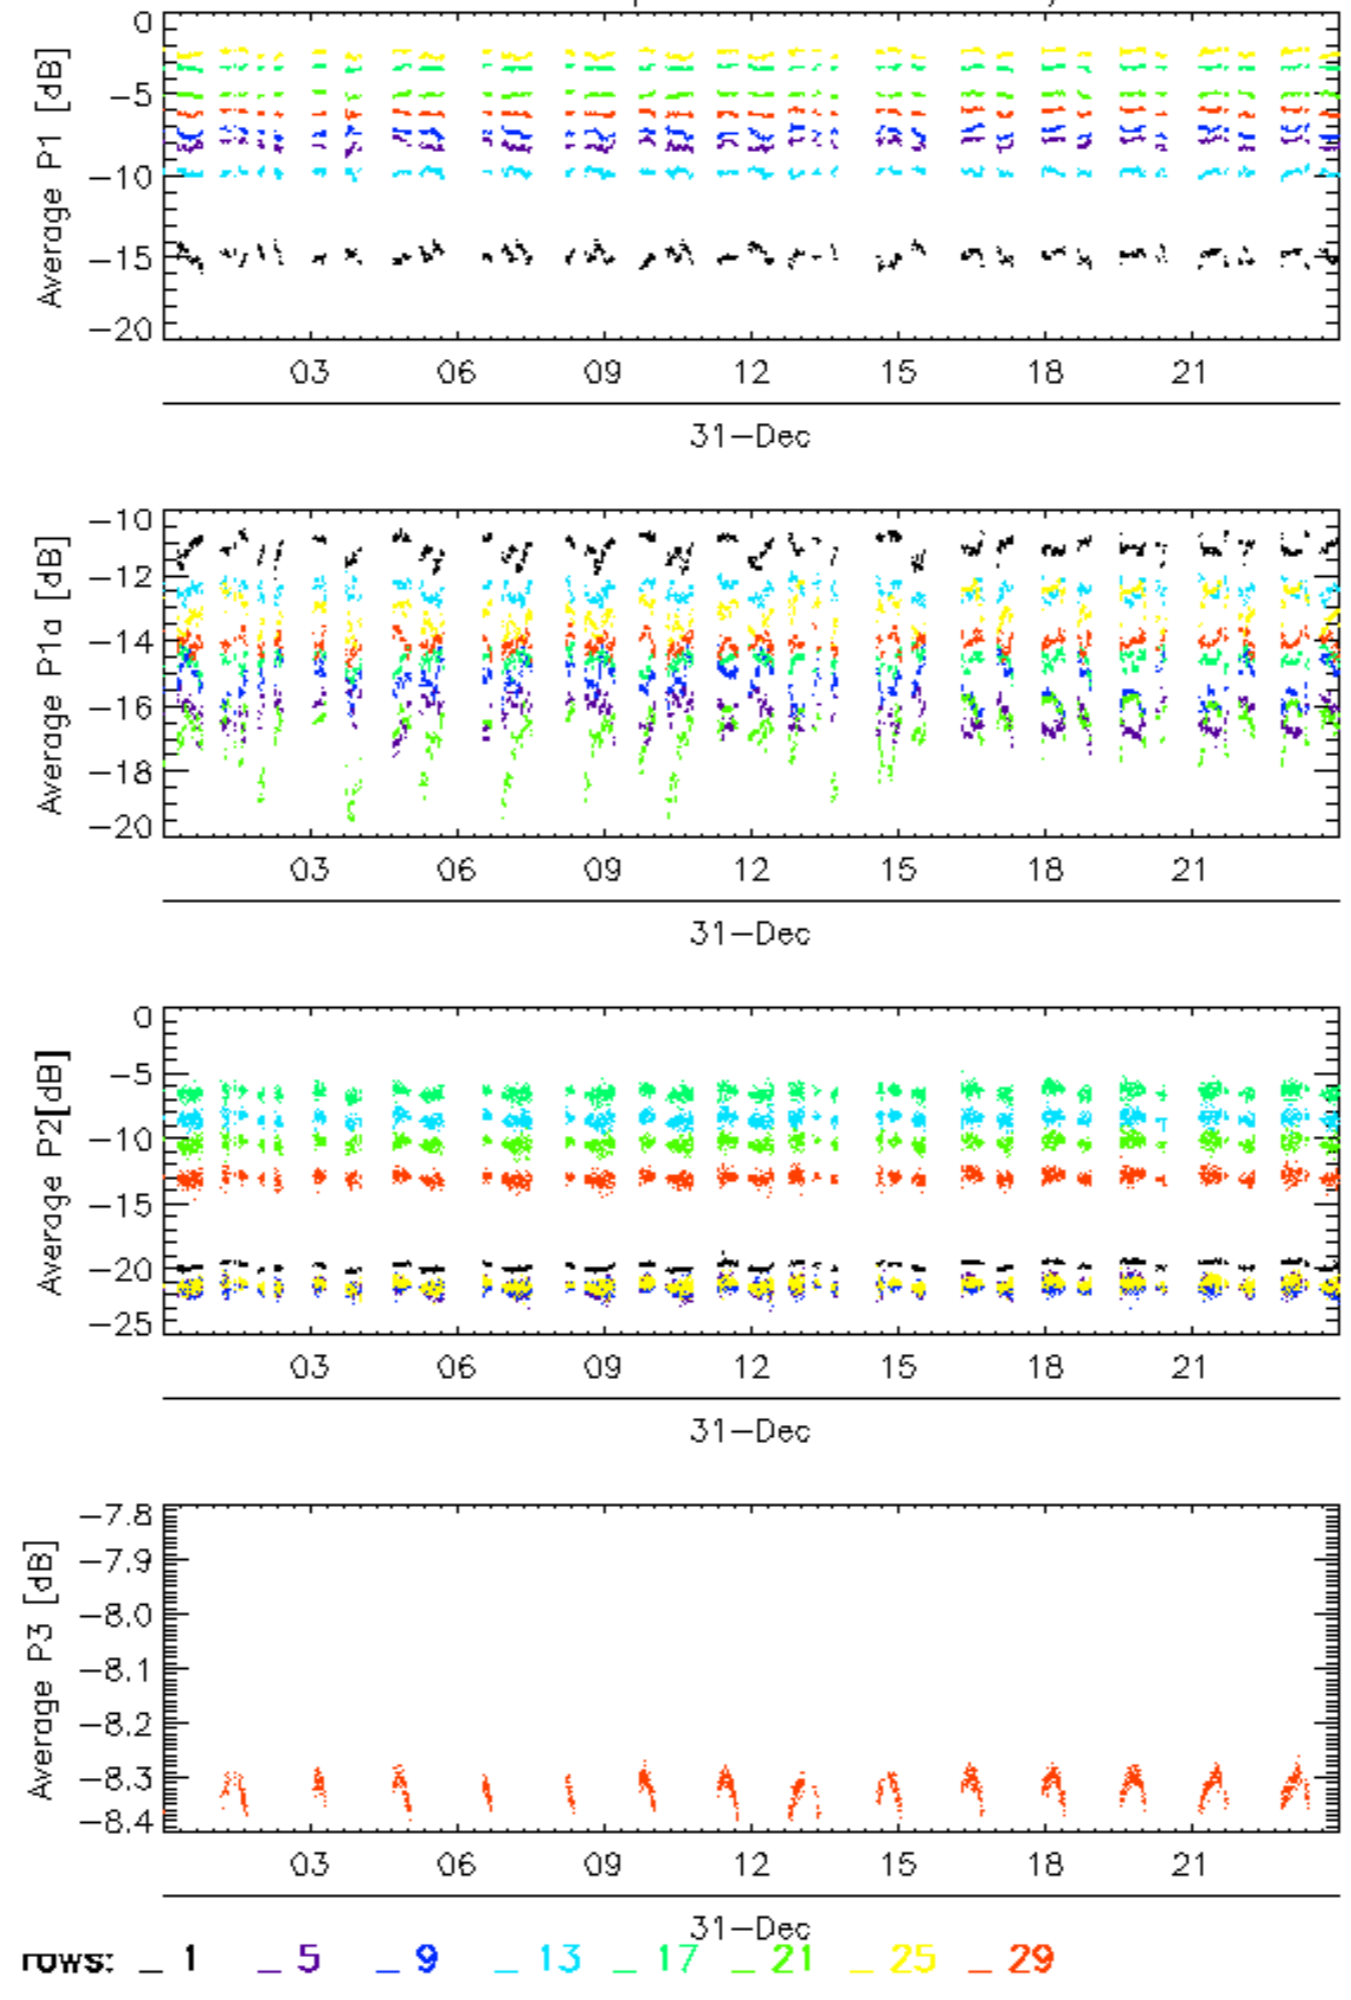 0
−5
−10
−15
−20
Average P1 [dB]
03 06 09 12 15 18 21
31−Dec
−10
−12
−14
−16
−18
−20
Average P1a [dB]
03 06 09 12 15 18 21
31−Dec
0
−5
−10
−15
−20
−25
Average P2[dB]
03 06 09 12 15 18 21
31−Dec
−7.8
−7.9
−8.0
−8.1
−8.2
−8.3
−8.4
Average P3 [dB]
03 06 09 12 15 18 21
31−Dec
rows: _ 1 _ 5 _ 9 _ 13 _ 17 _ 21 _ 25 _ 29